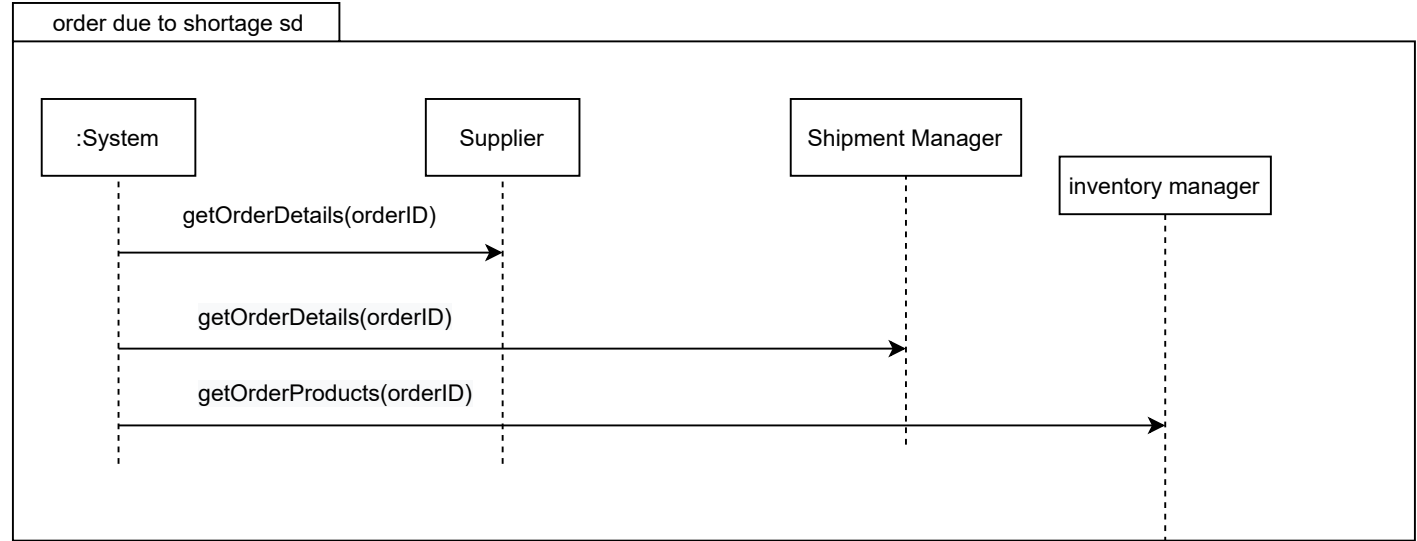 order due to shortage sd
:System
Supplier
Shipment Manager
inventory manager
getOrderDetails(orderID)
getOrderDetails(orderID)
getOrderProducts(orderID)